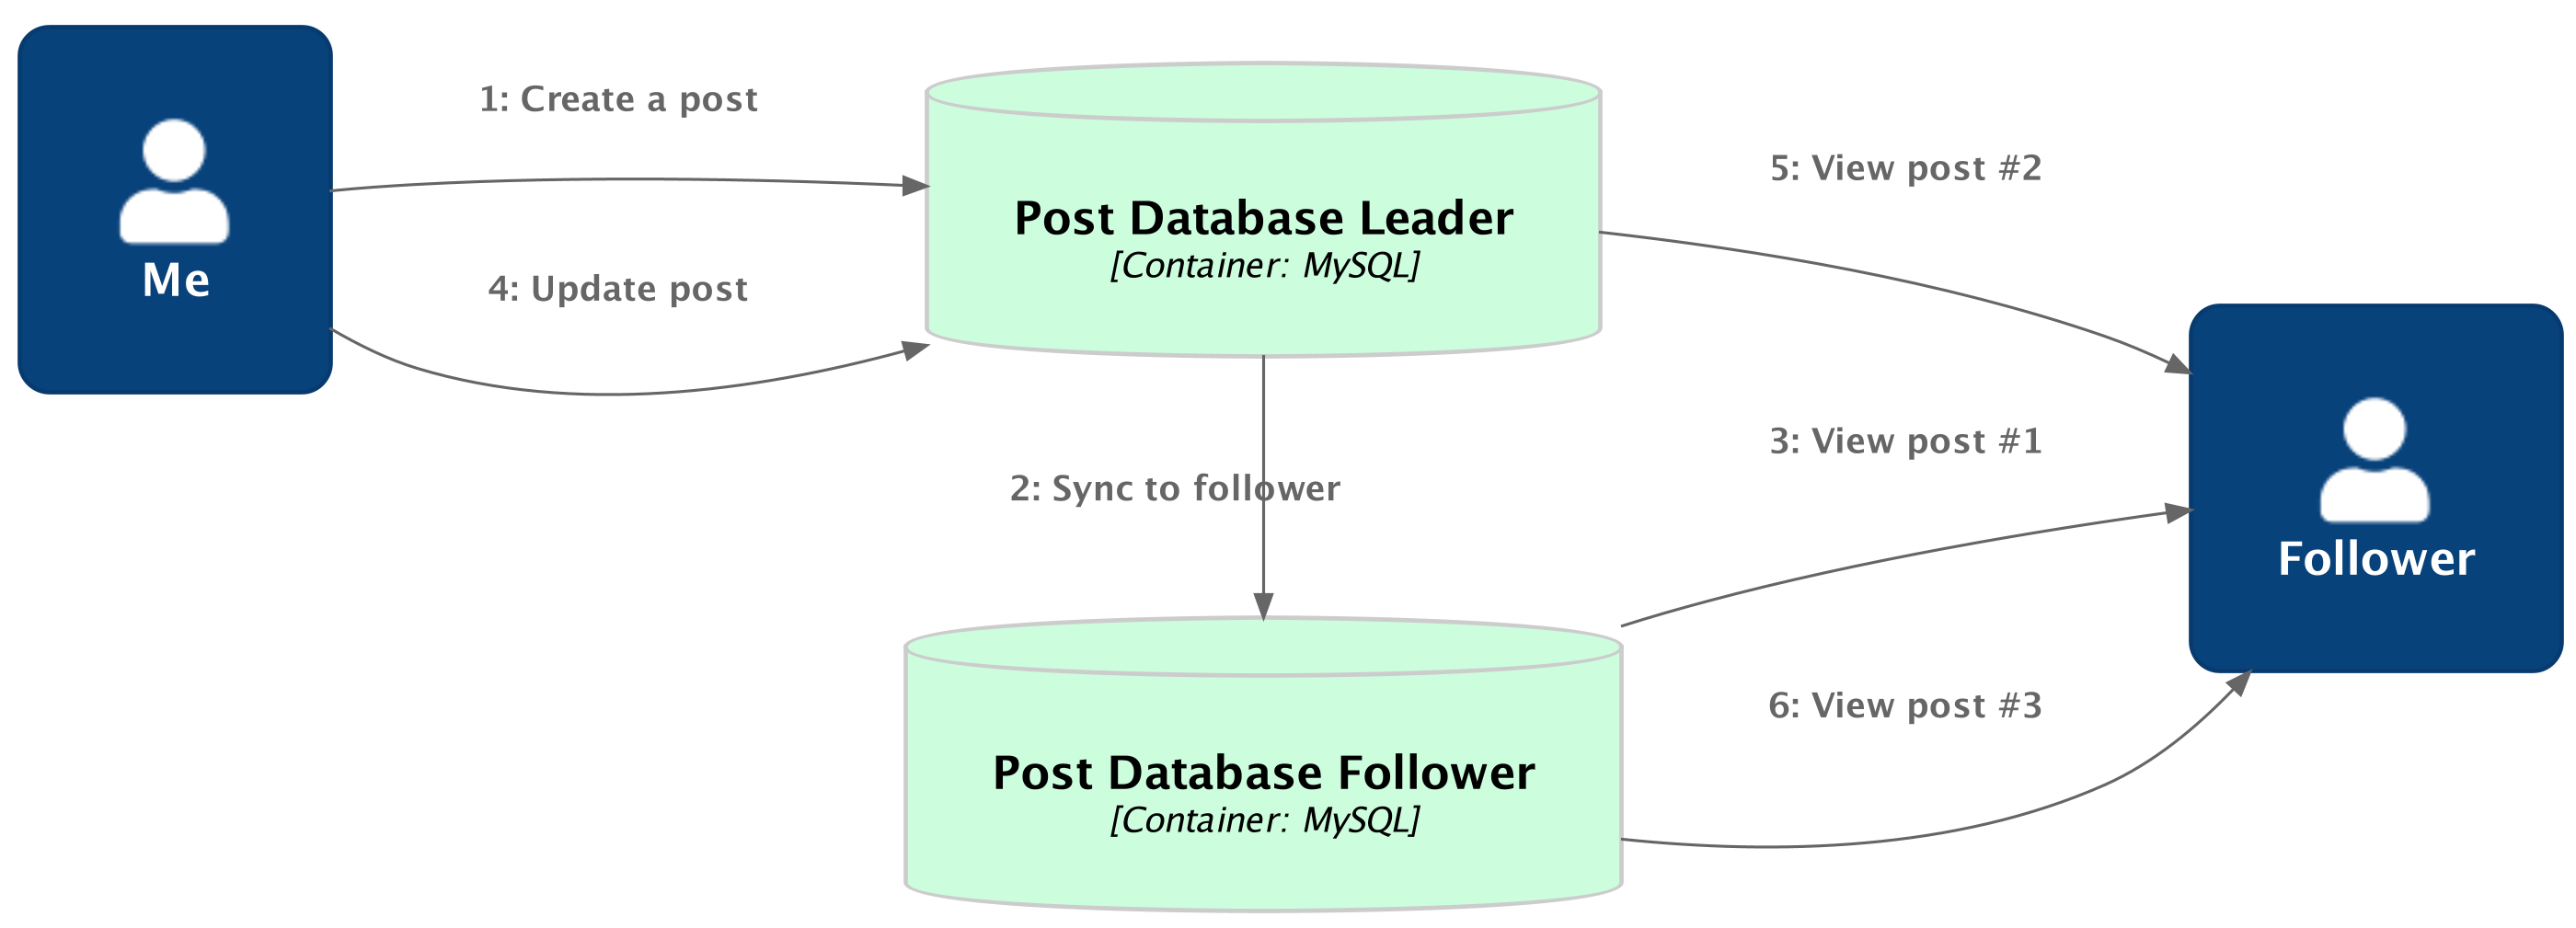 Me
1: Create a post
4: Update post
Post Database Leader
[Container: MySQL]
2: Sync to follower
Post Database Follower
[Container: MySQL]
5: View post #2
3: View post #1
6: View post #3
Follower